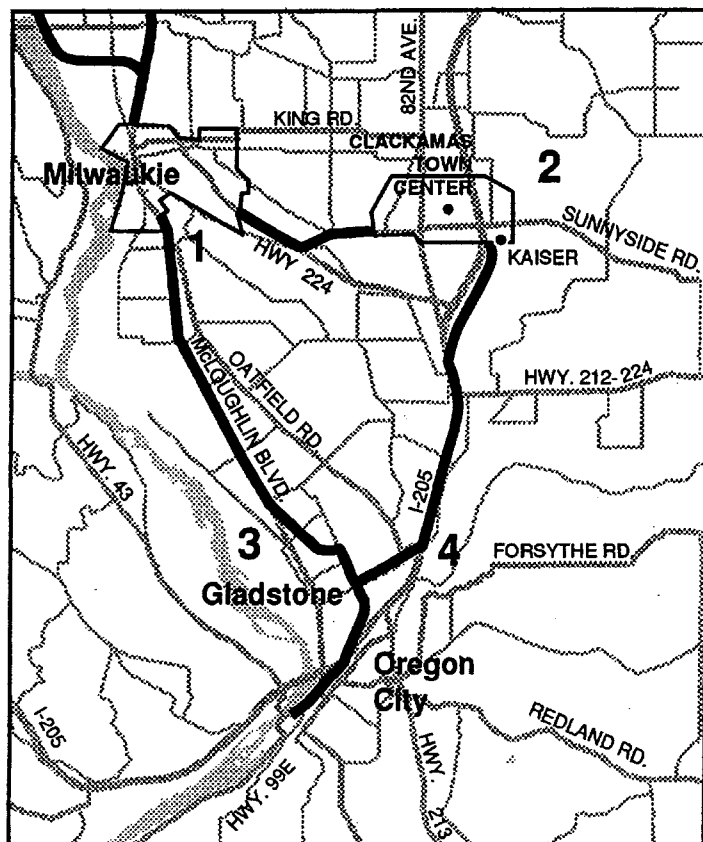 82ND AVE.
KING RD.
CLACKAMAS
TOWN
CENTER
2
Milwaukie
SUNNYSIDE RD.
1
KAISER
HWY. 224
OATFIELD RD.
McLOUGHLIN BLVD.
HWY. 212-224
HWY. 43
I-205
3
4
FORSYTHE RD.
Gladstone
Oregon
City
I-205
REDLAND RD.
HWY. 99E
HWY.
213